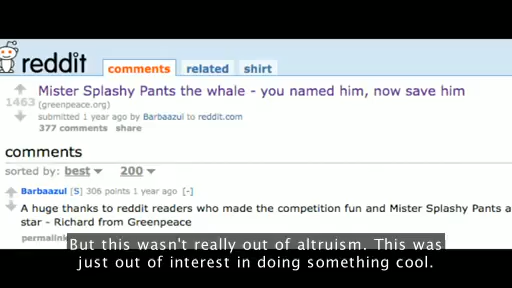 reddit comments related shirt
Mister Splashy Pants the whale - you named him, now save him
1463 (greenpeace.org)
submitted 1 year ago by Barbaazul to reddit.com
377 comments share
comments
sorted by: best 200
Barbaazul [S] 306 points 1 year ago [-]
A huge thanks to reddit readers who made the competition fun and Mister Splashy Pants a
star - Richard from Greenpeace
permalink
But this wasn't really out of altruism. This was
just out of interest in doing something cool.